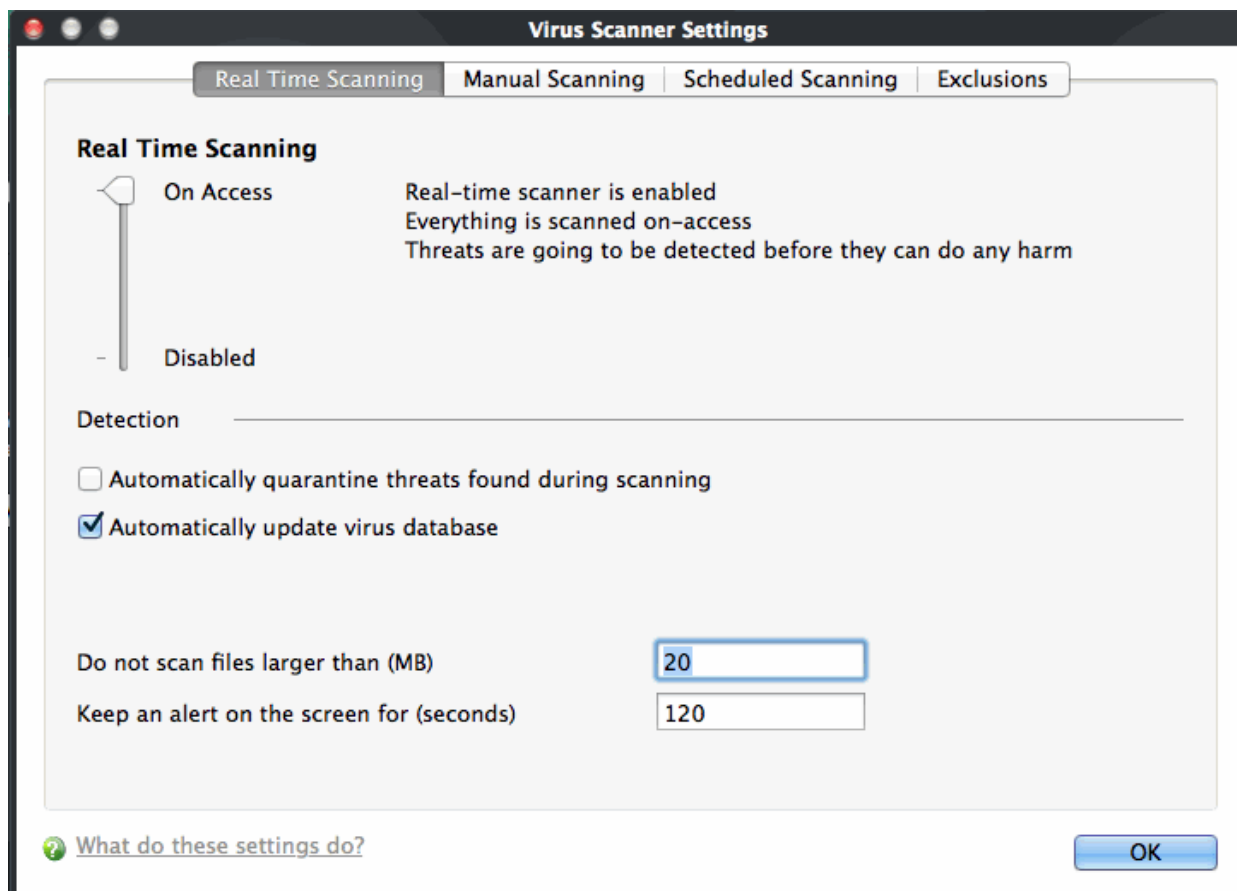 Virus Scanner Settings
Real Time Scanning
Manual Scanning
Scheduled Scanning
Exclusions
Real Time Scanning
On Access
Real-time scanner is enabled
Everything is scanned on-access
Threats are going to be detected before they can do any harm
Disabled
Detection
Automatically quarantine threats found during scanning
Automatically update virus database
Do not scan files larger than (MB)
20
Keep an alert on the screen for (seconds)
120
What do these settings do?
OK